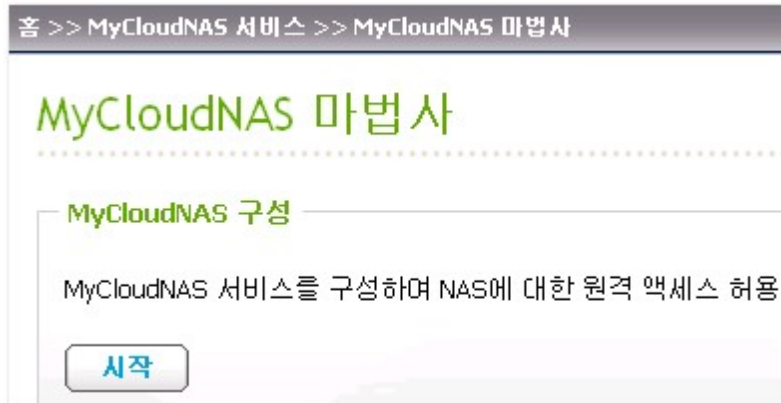 홈 >> MyCloudNAS 서비스 >> MyCloudNAS 마법사
MyCloudNAS 마법사
MyCloudNAS 구성
MyCloudNAS 서비스를 구성하며 NAS에 대한 원격 액세스 허용
시작